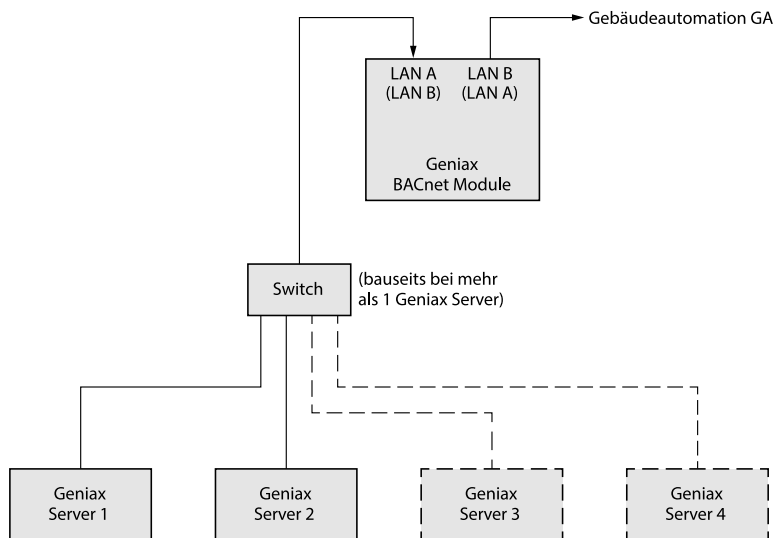 Gebäudeautomation GA
LAN A
(LAN B)
LAN B
(LAN A)
Geniax
BACnet Module
Switch
(bauseits bei mehr
als 1 Geniax Server)
Geniax
Server 1
Geniax
Server 2
Geniax
Server 3
Geniax
Server 4